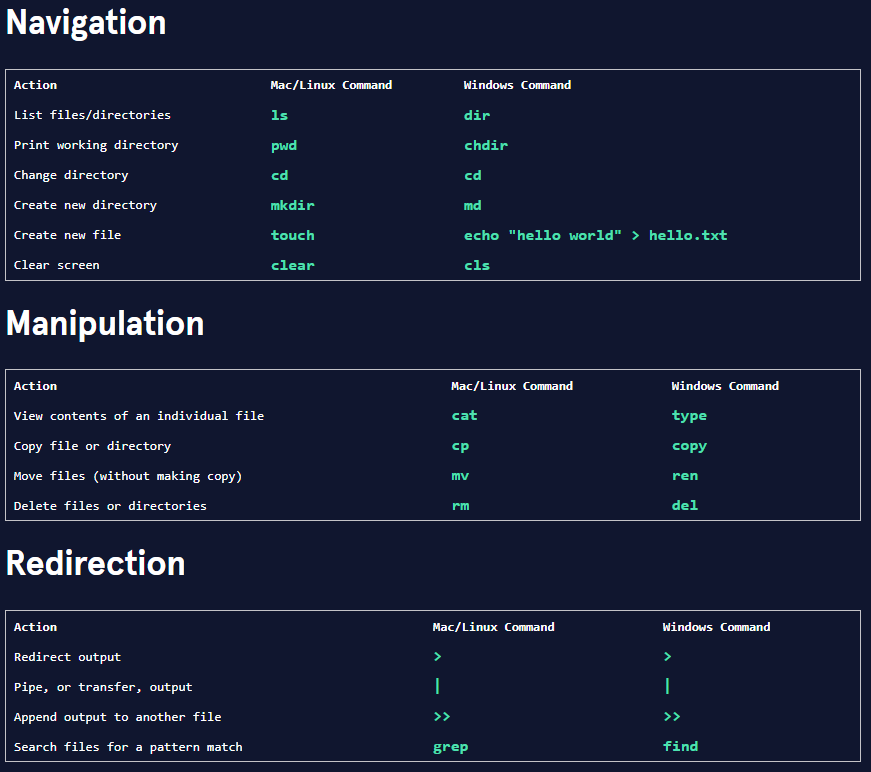 Navigation
Action Mac/Linux Command Windows Command
List files/directories ls dir
Print working directory pwd chdir
Change directory cd cd
Create new directory mkdir md
Create new file touch echo "hello world" > hello.txt
Clear screen clear cls
Manipulation
Action Mac/Linux Command Windows Command
View contents of an individual file cat type
Copy file or directory cp copy
Move files (without making copy) mv ren
Delete files or directories rm del
Redirection
Action Mac/Linux Command Windows Command
Redirect output > >
Pipe, or transfer, output | |
Append output to another file >> >>
Search files for a pattern match grep find